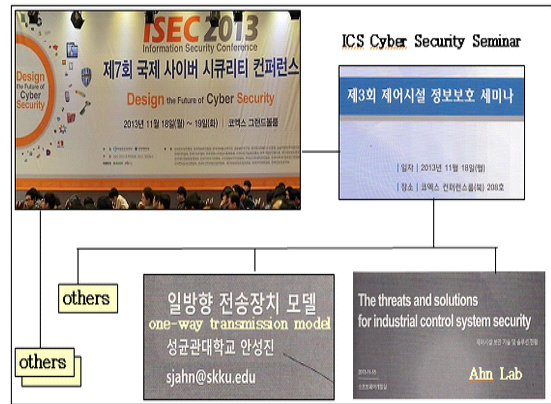 ISEC 2013
Information Security Conference
제7회 국제 사이버 시큐리티 컨퍼런스
Design the Future of Cyber Security
2013년 11월 18일(월) ~ 19일(화) | 코엑스 그랜드볼룸
Design
the Future of
Cyber
Security
ICS Cyber Security Seminar
제3회 제어시설 정보보호 세미나
| 일자 | 2013년 11월 18일(월)
| 장소 | 코엑스 컨퍼런스룸(북) 208호
others
others
일방향 전송장치 모델
one-way transmission model
성균관대학교 안성진
sjahn@skku.edu
The threats and solutions
for industrial control system security
Ahn Lab